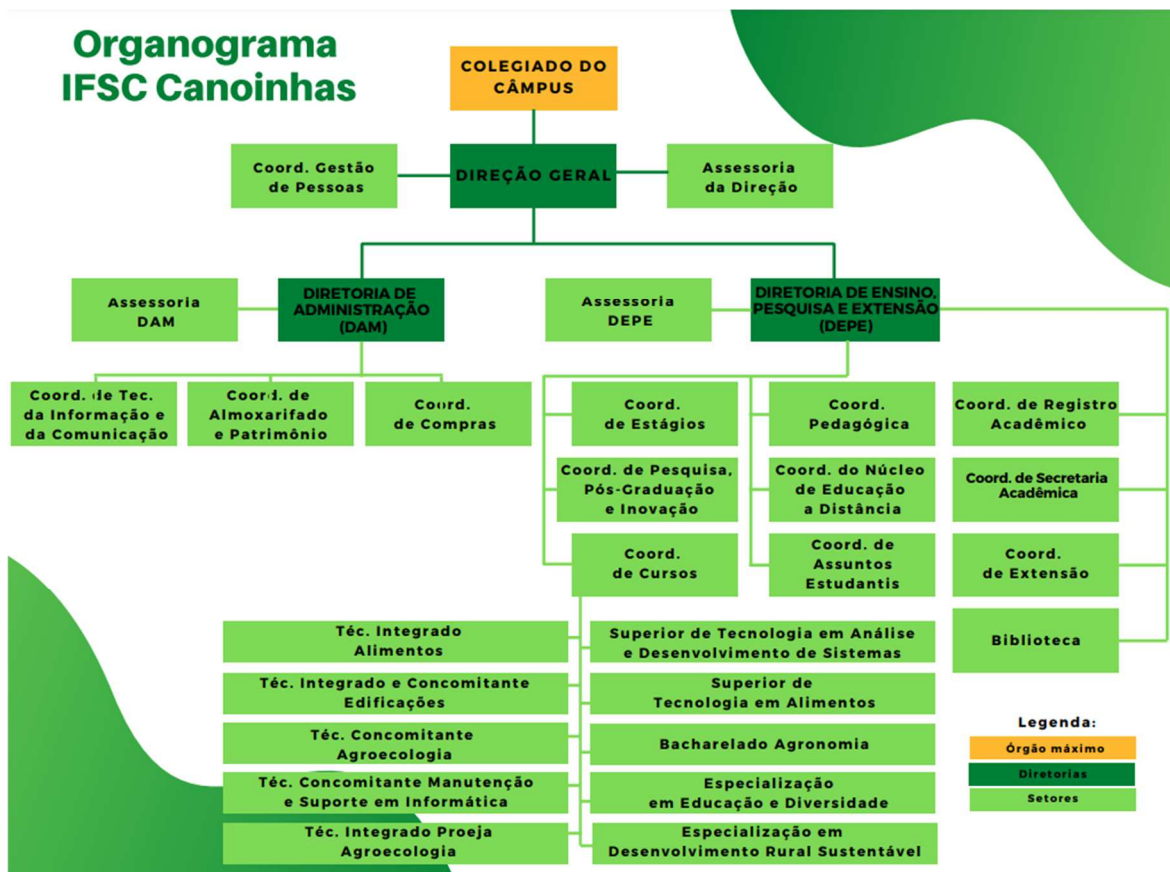 Organograma
IFSC Canoinhas
COLEGIADO DO
CÂMPUS
Coord. Gestão
de Pessoas
DIREÇÃO GERAL
Assessoria
da Direção
Assessoria
DAM
DIRETORIA DE
ADMINISTRAÇÃO
(DAM)
Assessoria
DEPE
DIRETORIA DE ENSINO,
PESQUISA E EXTENSÃO
(DEPE)
Coord. de Tec.
da Informação e
da Comunicação
Coord. de
Almoxarifado
e Patrimônio
Coord.
de Compras
Coord.
de Estágios
Coord.
Pedagógica
Coord. de Registro
Acadêmico
Coord. de Pesquisa,
Pós-Graduação
e Inovação
Coord. do Núcleo
de Educação
a Distância
Coord. de Secretaria
Acadêmica
Coord.
de Cursos
Coord. de
Assuntos
Estudantis
Coord.
de Extensão
Biblioteca
Téc. Integrado
Alimentos
Superior de Tecnologia em Análise
e Desenvolvimento de Sistemas
Téc. Integrado e Concomitante
Edificações
Superior de
Tecnologia em Alimentos
Téc. Concomitante
Agroecologia
Bacharelado Agronomia
Téc. Concomitante Manutenção
e Suporte em Informática
Especialização
em Educação e Diversidade
Téc. Integrado Proeja
Agroecologia
Especialização em
Desenvolvimento Rural Sustentável
Legenda:
Órgão máximo
Diretorias
Setores